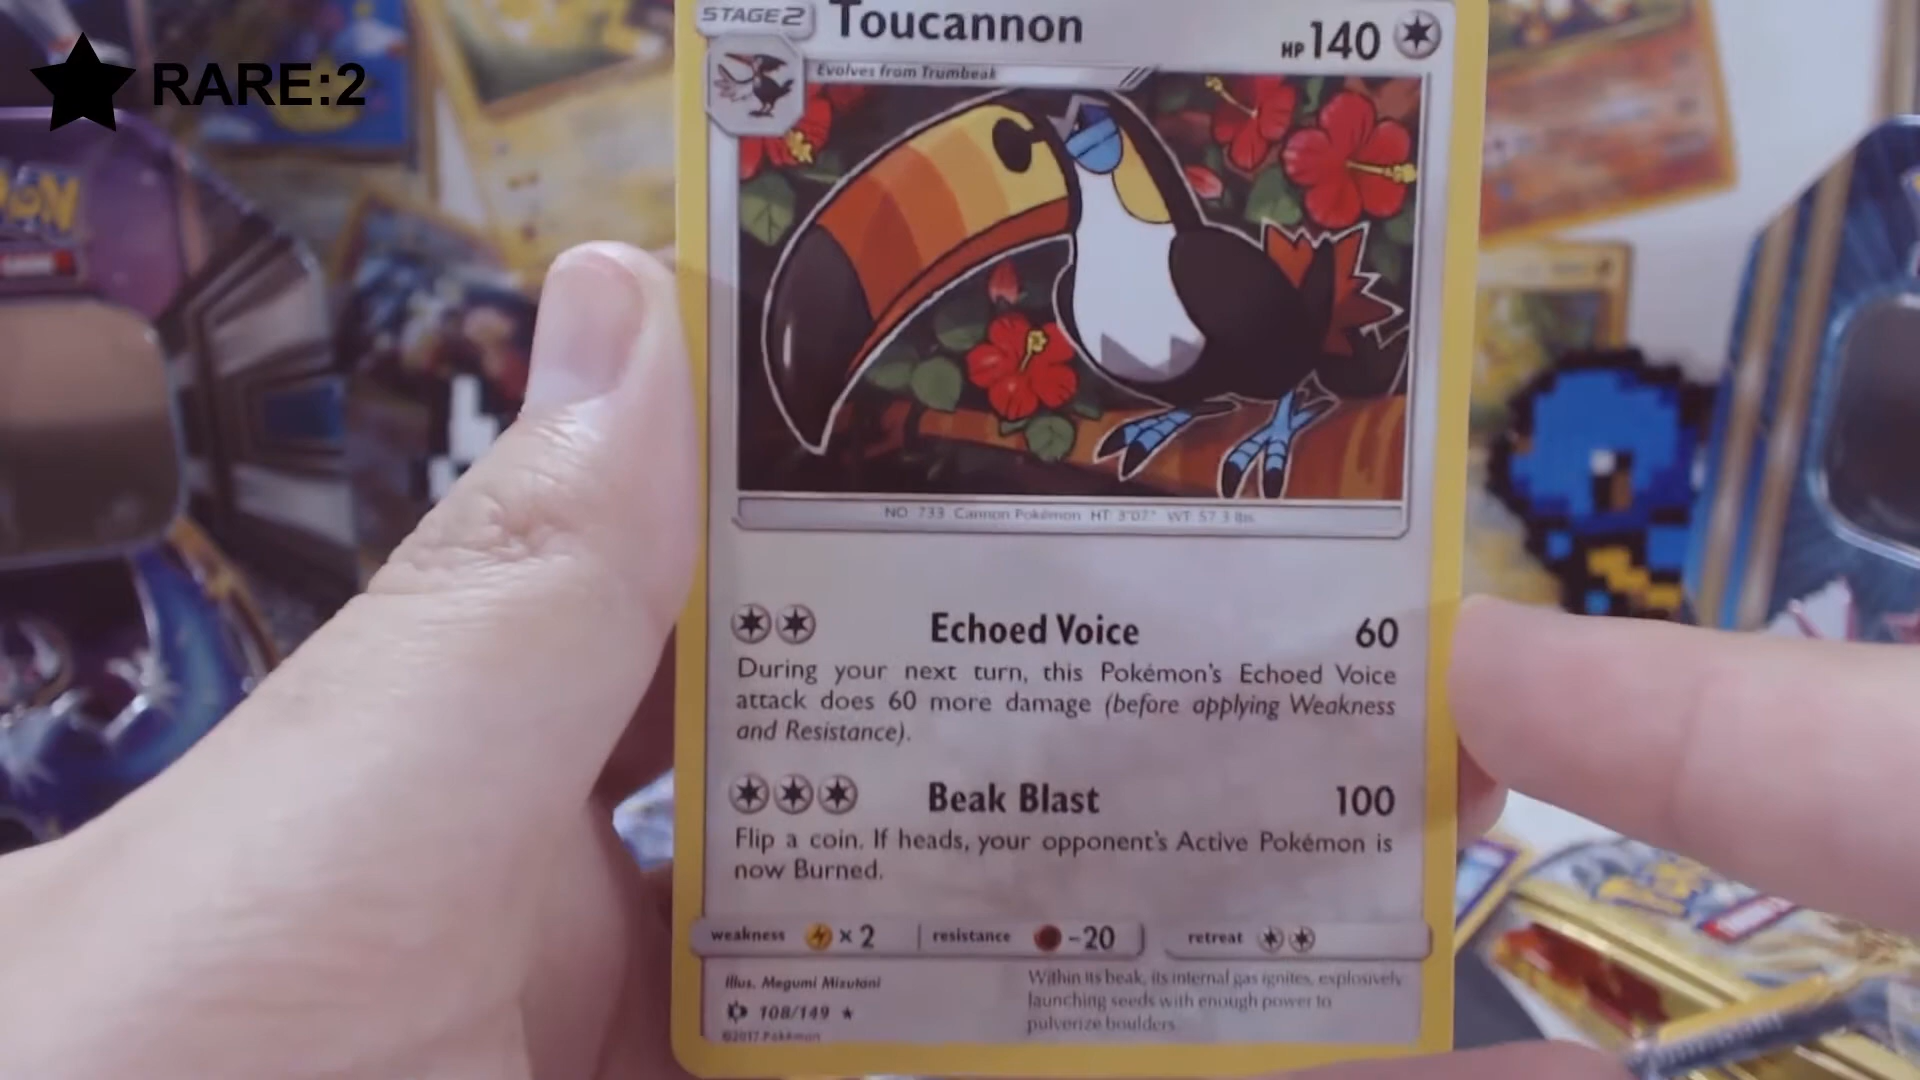 RARE:2
STAGE2
Toucannon
HP 140
Evolves from Trumbeak
NO. 733 Cannon Pokémon HT: 3'07" WT: 57.3 lbs.
Echoed Voice 60
During your next turn, this Pokémon's Echoed Voice
attack does 60 more damage (before applying Weakness
and Resistance).
Beak Blast 100
Flip a coin. If heads, your opponent's Active Pokémon is
now Burned.
weakness × 2 resistance -20 retreat
Illus. Megumi Mizutani
108/149 ★
©2017 Pokémon
Within its beak, its internal gas ignites, explosively
launching seeds with enough power to
pulverize boulders.